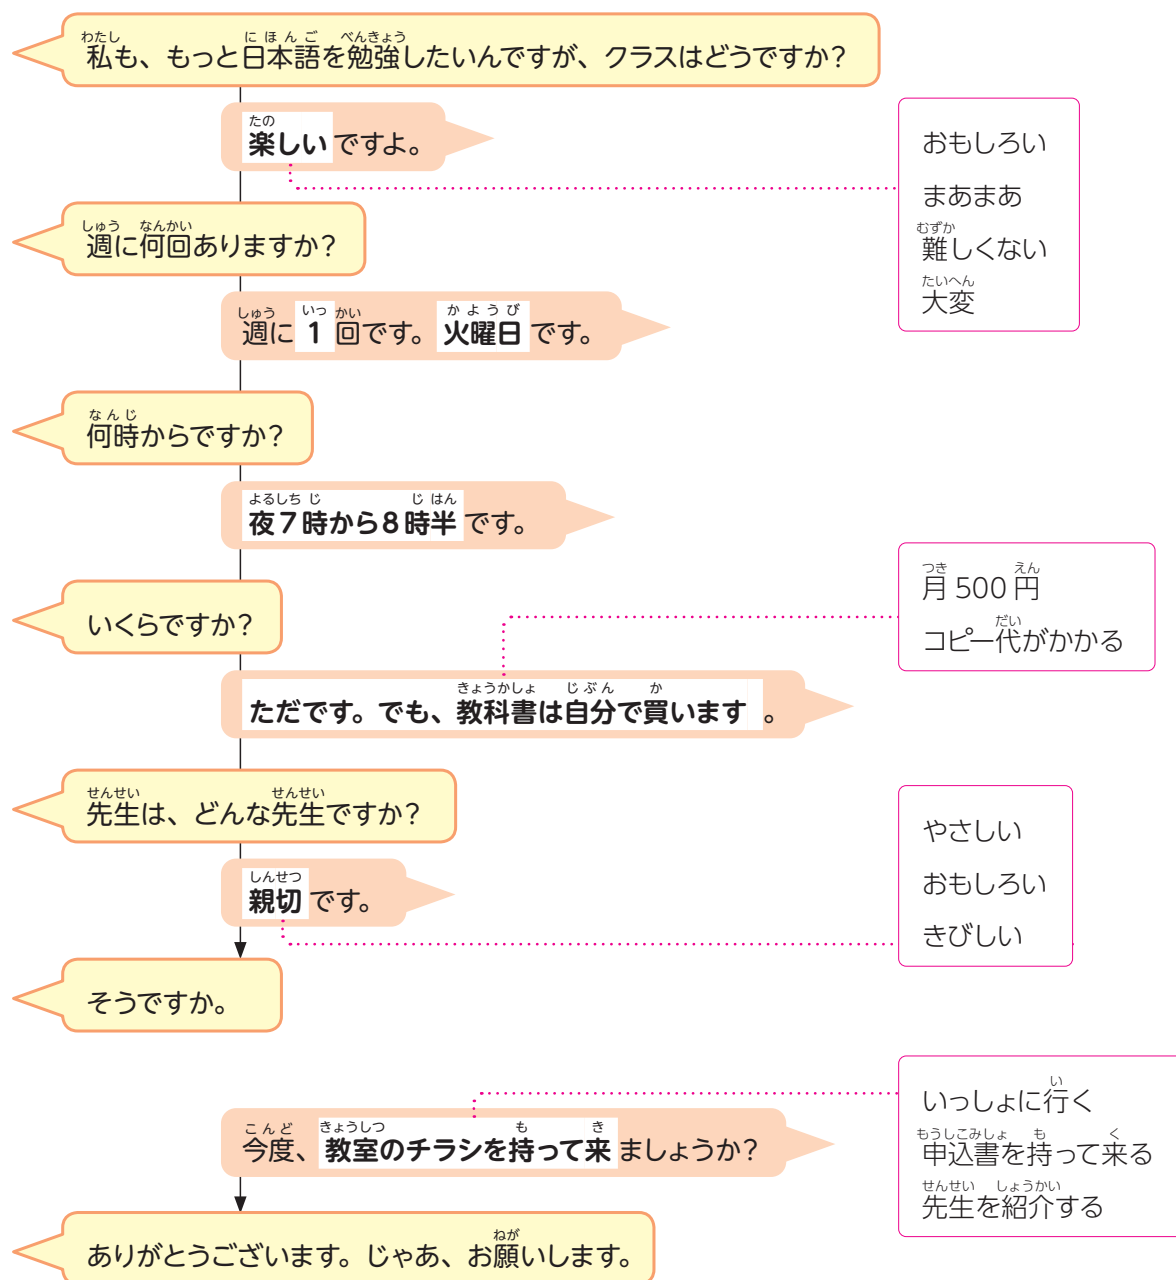 私も、もっと日本語を勉強したいんですが、クラスはどうですか?
楽しいですよ。
おもしろい
まあまあ
難しくない
大変
週に何回ありますか?
週に1回です。火曜日です。
何時からですか?
夜7時から8時半です。
いくらですか?
月500円
コピー代がかかる
ただです。でも、教科書は自分で買います。
先生は、どんな先生ですか?
親切です。
やさしい
おもしろい
きびしい
そうですか。
今度、教室のチラシを持って来ましょうか?
いっしょに行く
申込書を持って来る
先生を紹介する
ありがとうございます。じゃあ、お願いします。